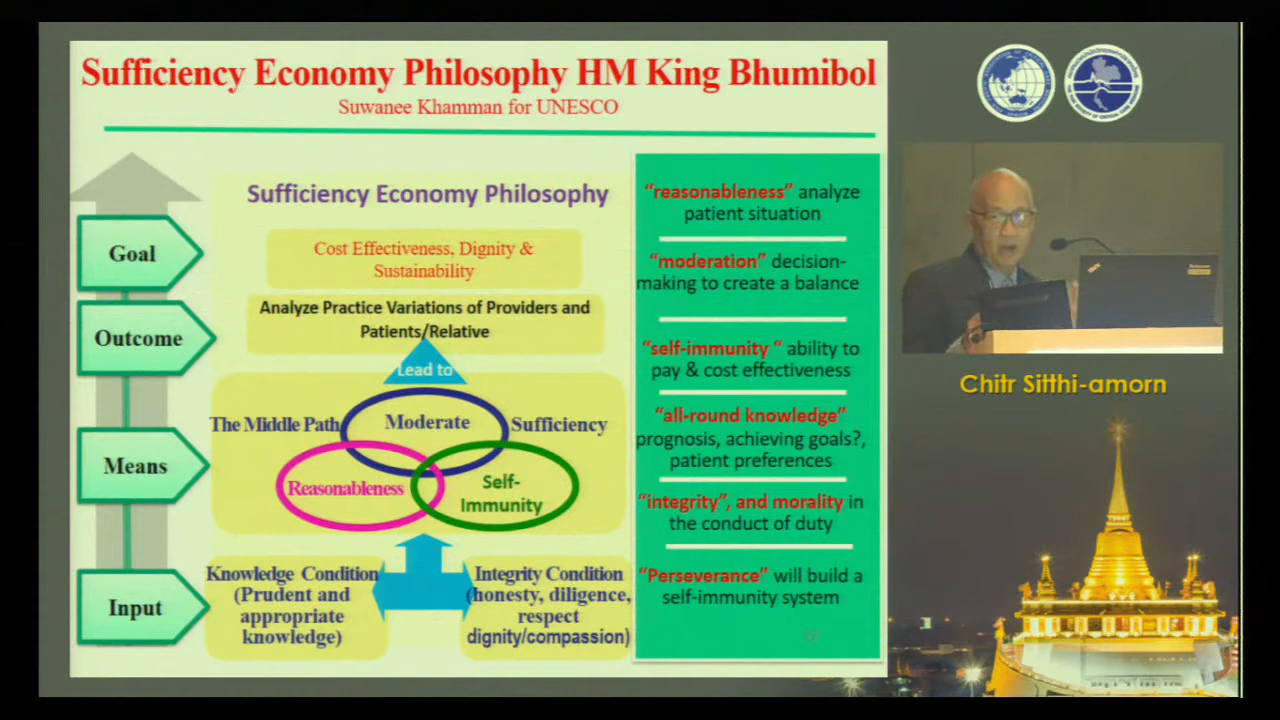 Sufficiency Economy Philosophy HM King Bhumibol
Suwanee Khamman for UNESCO
Goal
Outcome
Means
Input
Sufficiency Economy Philosophy
Cost Effectiveness, Dignity &
Sustainability
Analyze Practice Variations of Providers and
Patients/Relative
Lead to
The Middle Path
Moderate
Sufficiency
Reasonableness
Self-
Immunity
Knowledge Condition
(Prudent and
appropriate
knowledge)
Integrity Condition
(honesty, diligence,
respect
dignity/compassion)
“reasonableness” analyze
patient situation
“moderation” decision-
making to create a balance
“self-immunity “ ability to
pay & cost effectiveness
“all-round knowledge”
prognosis, achieving goals?,
patient preferences
“integrity”, and morality in
the conduct of duty
“Perseverance” will build a
self-immunity system
Chitr Sitthi-amorn